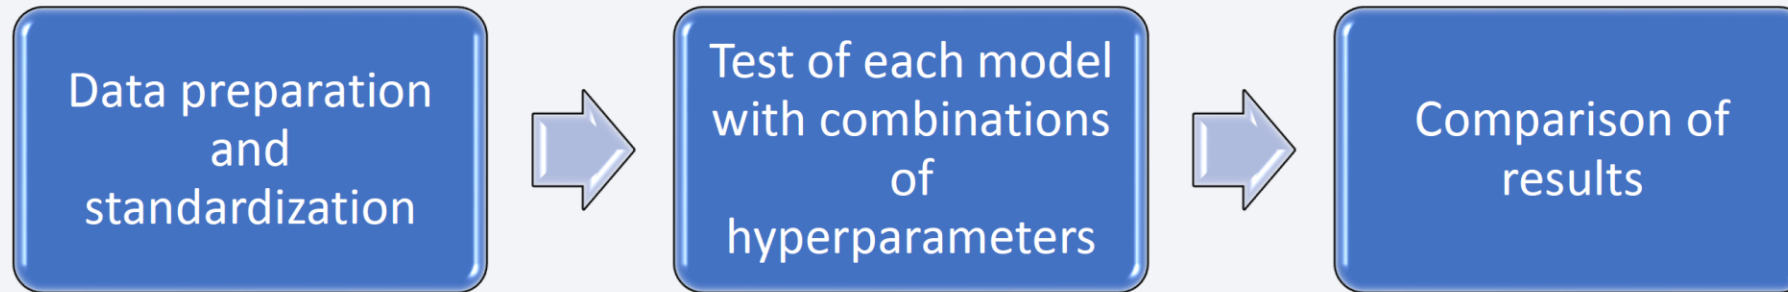 Data preparation
and
standardization
Test of each model
with combinations
of
hyperparameters
Comparison of
results